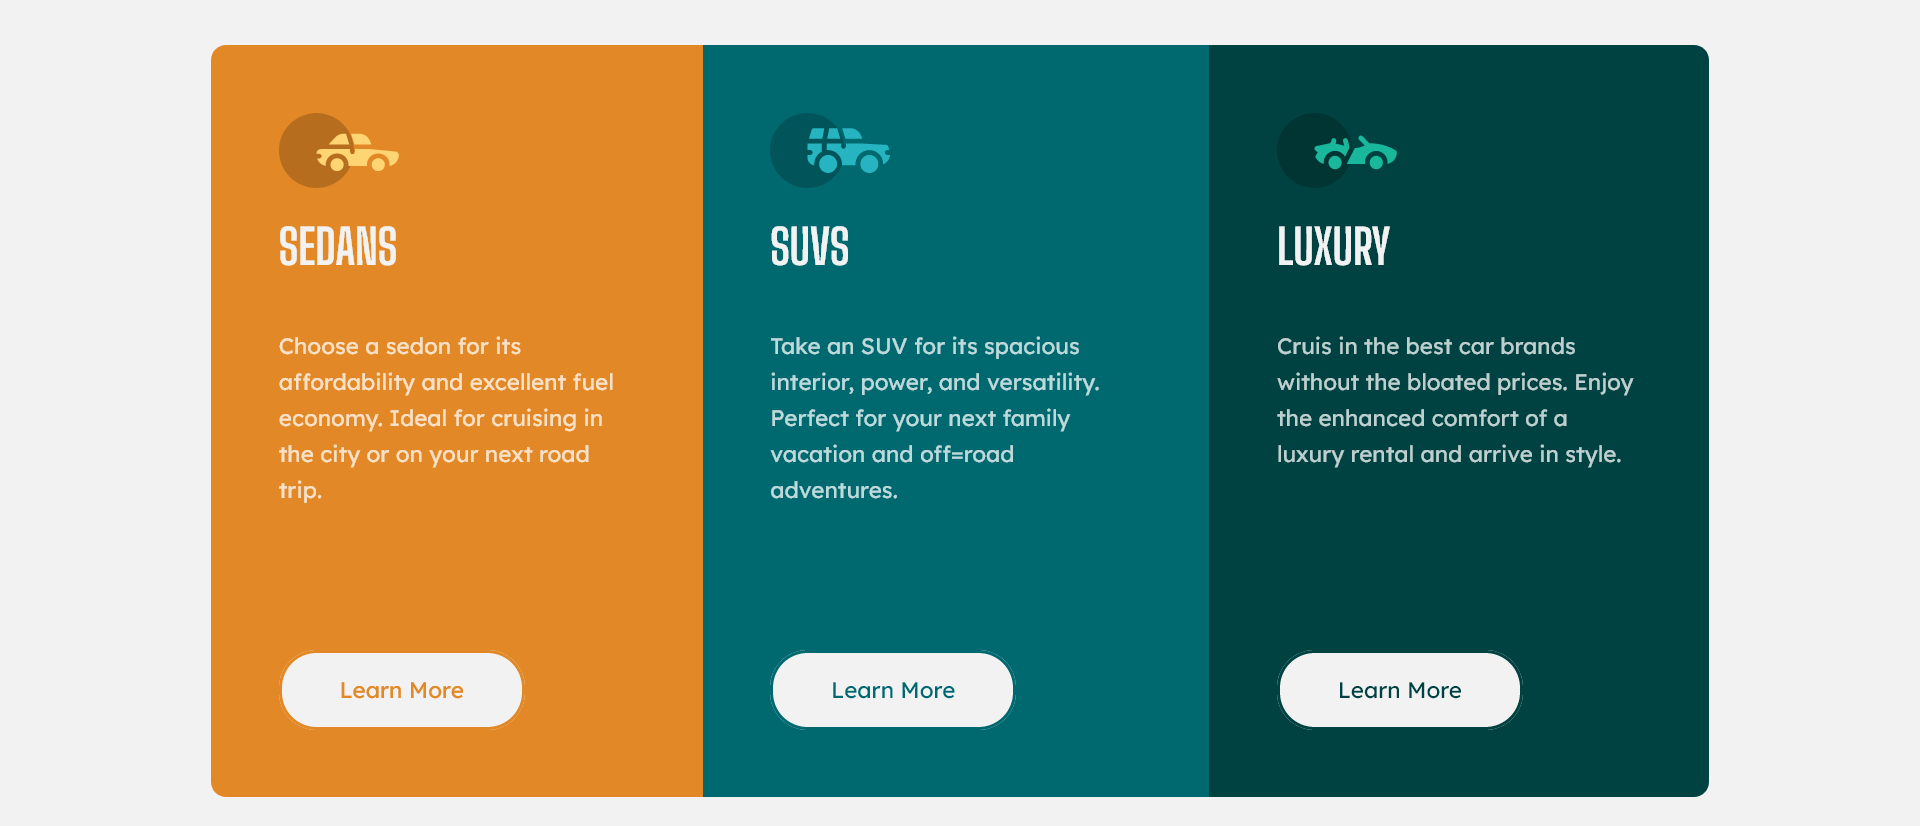 SEDANS
Choose a sedon for its
affordability and excellent fuel
economy. Ideal for cruising in
the city or on your next road
trip.
Learn More
SUVS
Take an SUV for its spacious
interior, power, and versatility.
Perfect for your next family
vacation and off=road
adventures.
Learn More
LUXURY
Cruis in the best car brands
without the bloated prices. Enjoy
the enhanced comfort of a
luxury rental and arrive in style.
Learn More